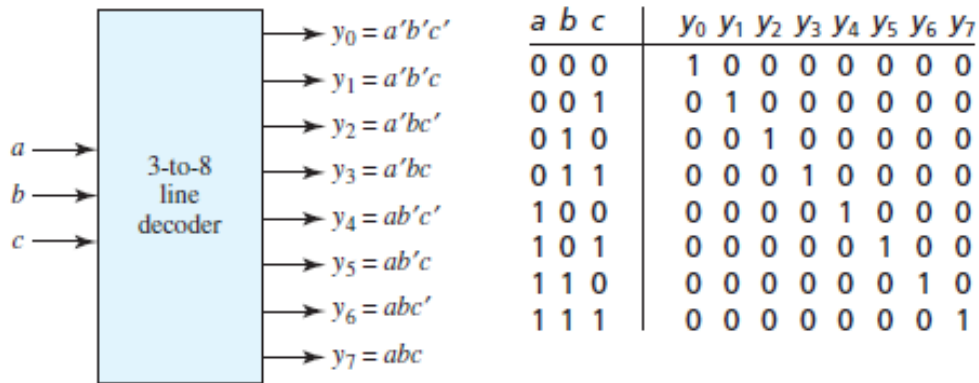 a
b
c
3-to-8
line
decoder
y₀ = a′b′c′
y₁ = a′b′c
y₂ = a′bc′
y₃ = a′bc
y₄ = ab′c′
y₅ = ab′c
y₆ = abc′
y₇ = abc
a b c y₀ y₁ y₂ y₃ y₄ y₅ y₆ y₇
0 0 0 1 0 0 0 0 0 0 0
0 0 1 0 1 0 0 0 0 0 0
0 1 0 0 0 1 0 0 0 0 0
0 1 1 0 0 0 1 0 0 0 0
1 0 0 0 0 0 0 1 0 0 0
1 0 1 0 0 0 0 0 1 0 0
1 1 0 0 0 0 0 0 0 1 0
1 1 1 0 0 0 0 0 0 0 1